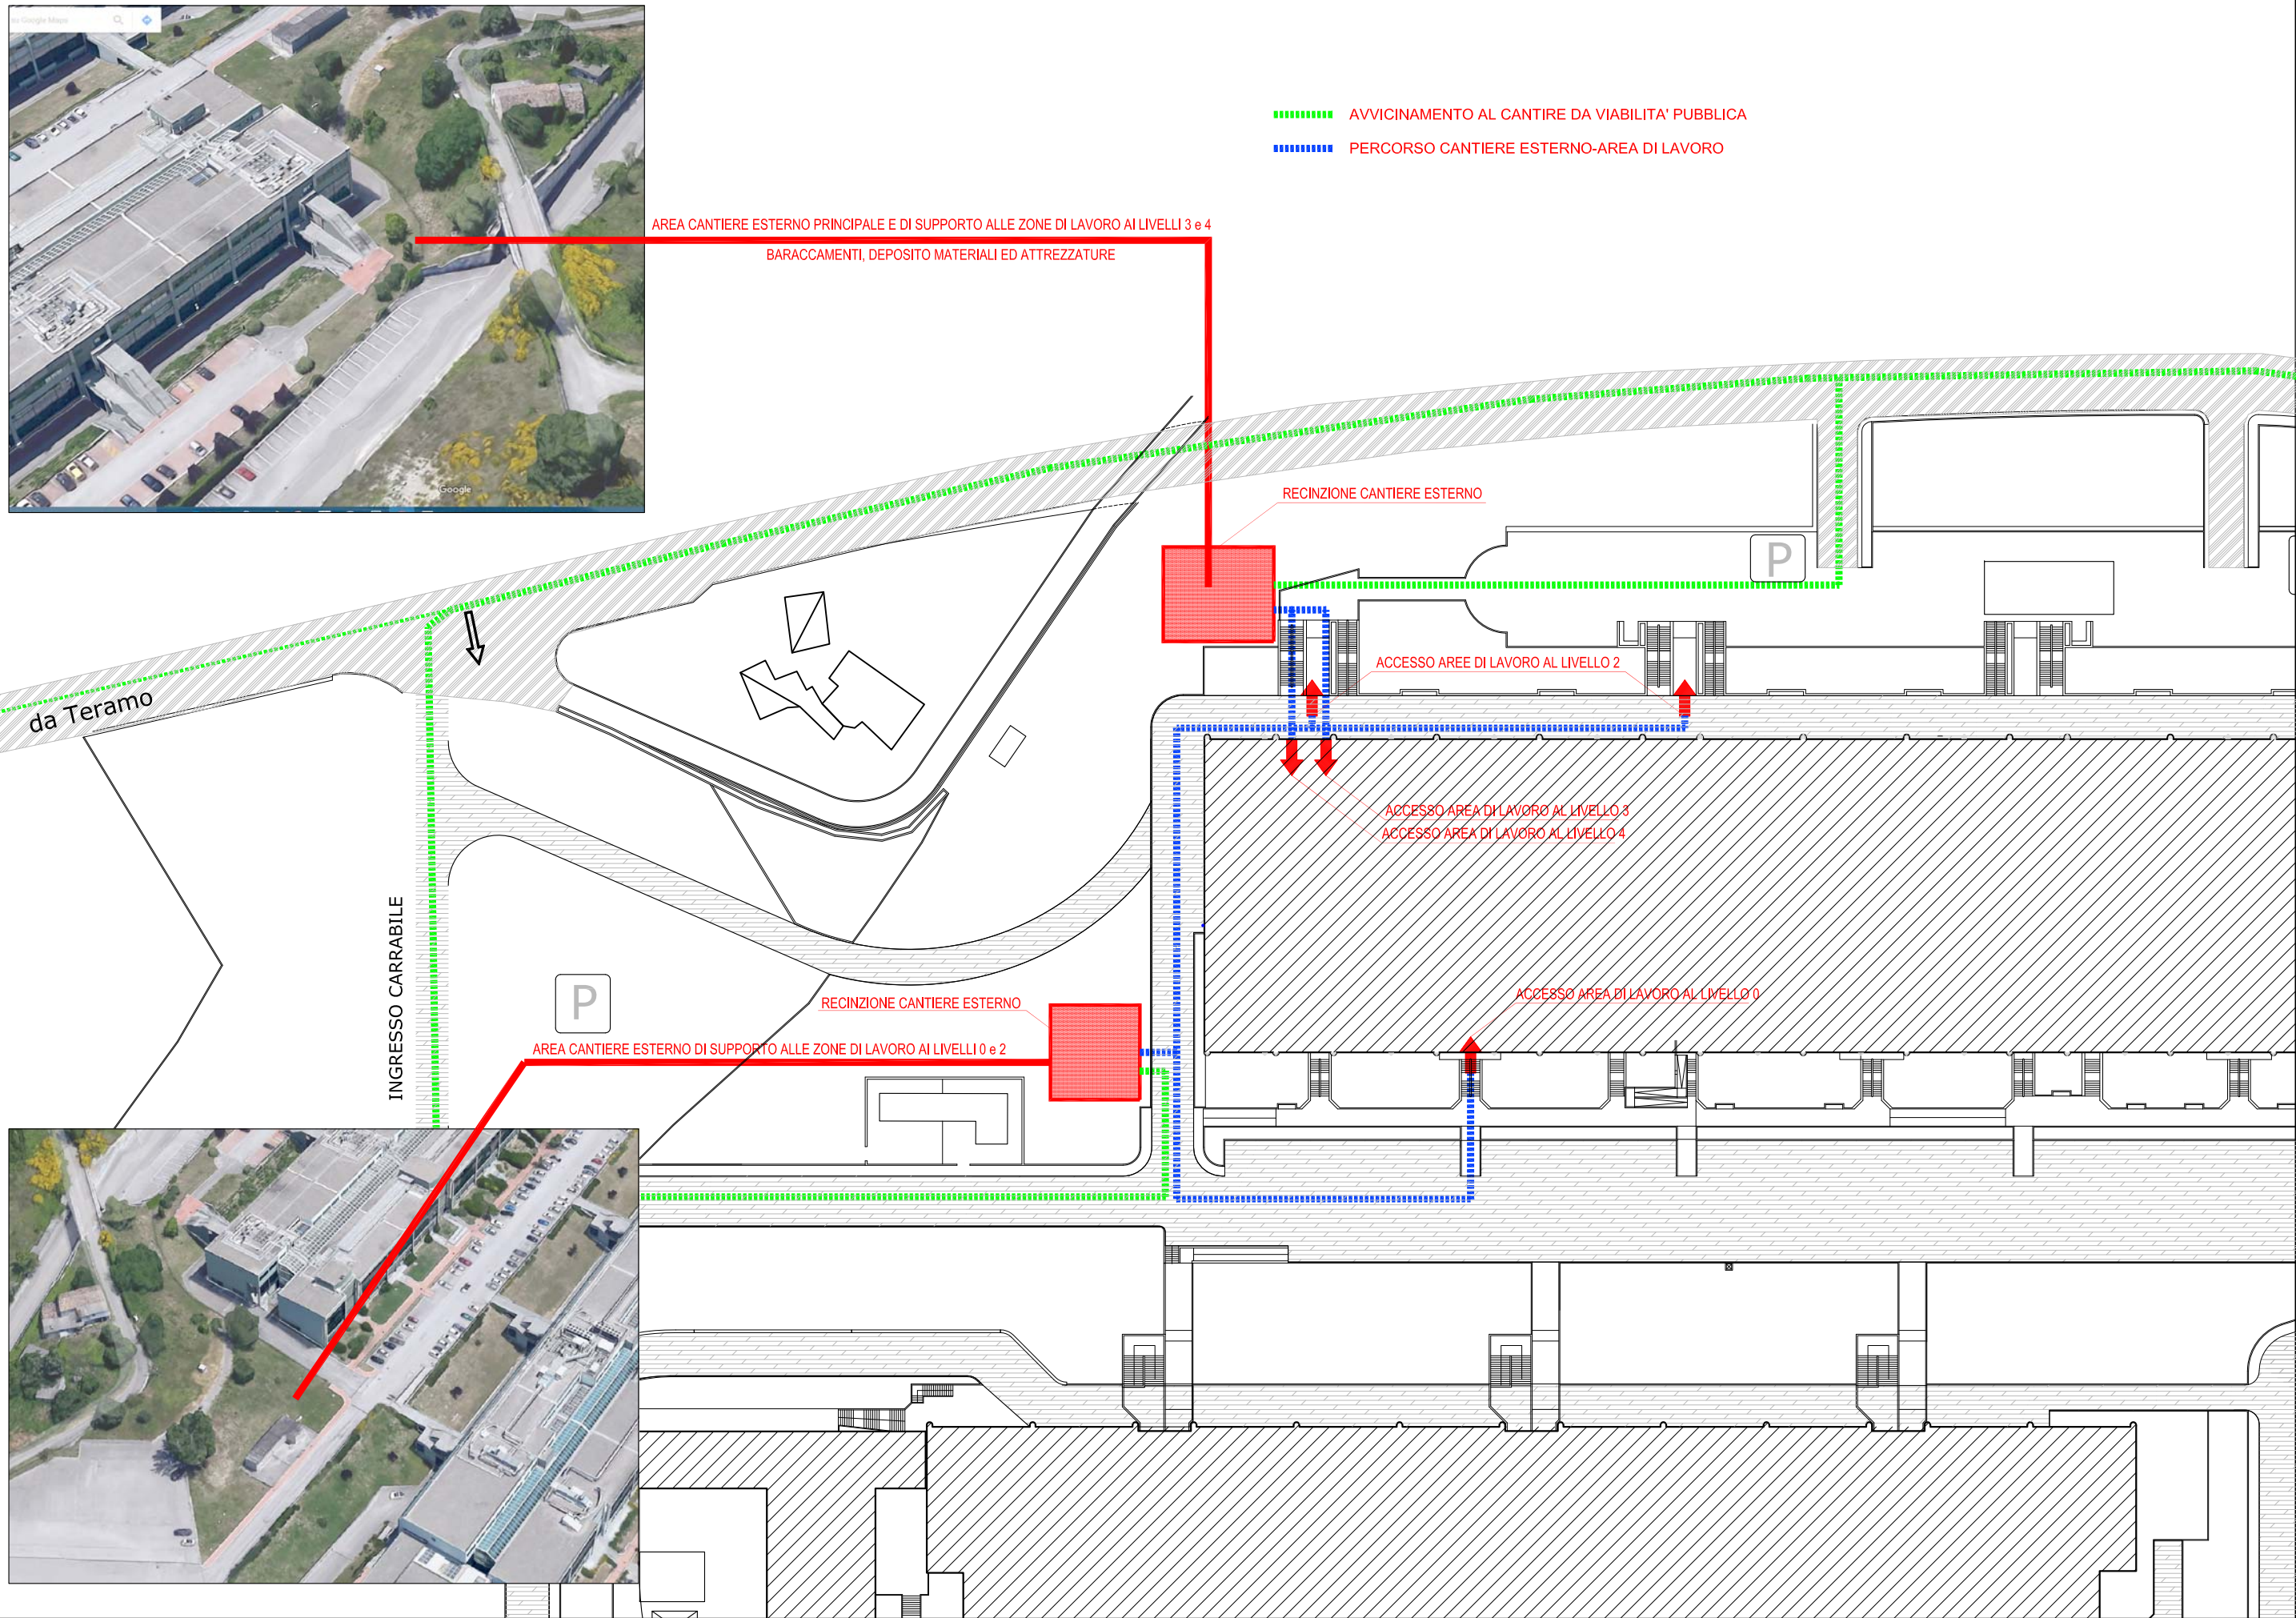 su Google Maps
AVVICINAMENTO AL CANTIRE DA VIABILITA' PUBBLICA
PERCORSO CANTIERE ESTERNO-AREA DI LAVORO
AREA CANTIERE ESTERNO PRINCIPALE E DI SUPPORTO ALLE ZONE DI LAVORO AI LIVELLI 3 e 4
BARACCAMENTI, DEPOSITO MATERIALI ED ATTREZZATURE
Google
RECINZIONE CANTIERE ESTERNO
P
ACCESSO AREE DI LAVORO AL LIVELLO 2
da Teramo
ACCESSO AREA DI LAVORO AL LIVELLO 3
ACCESSO AREA DI LAVORO AL LIVELLO 4
INGRESSO CARRABILE
P
RECINZIONE CANTIERE ESTERNO
ACCESSO AREA DI LAVORO AL LIVELLO 0
AREA CANTIERE ESTERNO DI SUPPORTO ALLE ZONE DI LAVORO AI LIVELLI 0 e 2